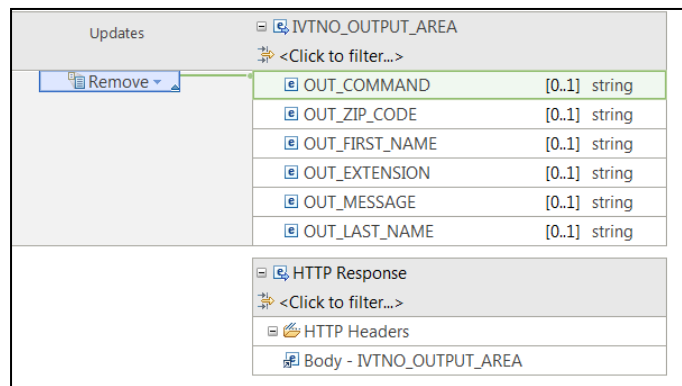 Updates
IVTNO_OUTPUT_AREA
<Click to filter...>
Remove
OUT_COMMAND [0..1] string
OUT_ZIP_CODE [0..1] string
OUT_FIRST_NAME [0..1] string
OUT_EXTENSION [0..1] string
OUT_MESSAGE [0..1] string
OUT_LAST_NAME [0..1] string
HTTP Response
<Click to filter...>
HTTP Headers
Body - IVTNO_OUTPUT_AREA